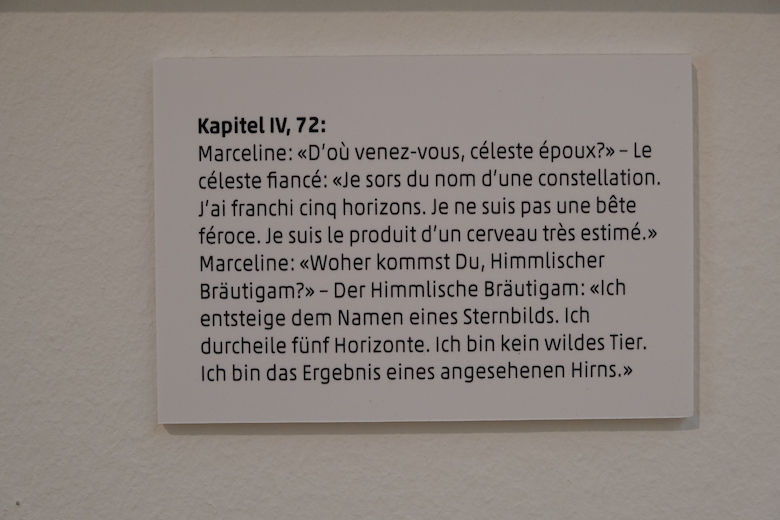 Kapitel IV, 72:
Marceline: «D'où venez-vous, céleste époux?» – Le
céleste fiancé: «Je sors du nom d'une constellation.
J'ai franchi cinq horizons. Je ne suis pas une bête
féroce. Je suis le produit d'un cerveau très estimé.»
Marceline: «Woher kommst Du, Himmlischer
Bräutigam?» – Der Himmlische Bräutigam: «Ich
entsteige dem Namen eines Sternbilds. Ich
durcheile fünf Horizonte. Ich bin kein wildes Tier.
Ich bin das Ergebnis eines angesehenen Hirns.»